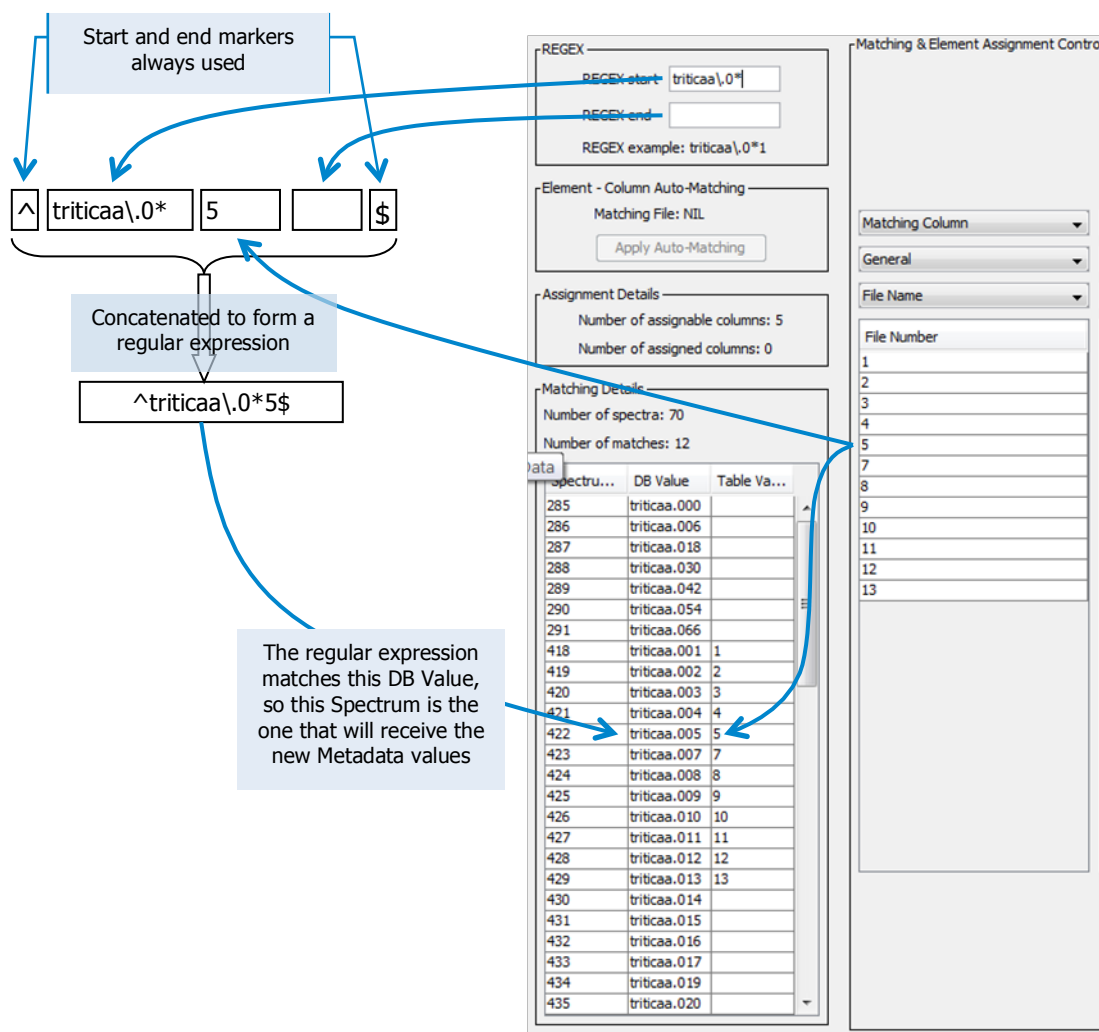 Start and end markers
always used
^ triticaa\.0* 5 $
Concatenated to form a
regular expression
^triticaa\.0*5$
The regular expression
matches this DB Value,
so this Spectrum is the
one that will receive the
new Metadata values
REGEX
REGEX start triticaa\.0*
REGEX end
REGEX example: triticaa\.0*1
Element - Column Auto-Matching
Matching File: NIL
Apply Auto-Matching
Assignment Details
Number of assignable columns: 5
Number of assigned columns: 0
Matching Details
Number of spectra: 70
Number of matches: 12
Data
Spectru... DB Value Table Va...
285 triticaa.000
286 triticaa.006
287 triticaa.018
288 triticaa.030
289 triticaa.042
290 triticaa.054
291 triticaa.066
418 triticaa.001 1
419 triticaa.002 2
420 triticaa.003 3
421 triticaa.004 4
422 triticaa.005 5
423 triticaa.007 7
424 triticaa.008 8
425 triticaa.009 9
426 triticaa.010 10
427 triticaa.011 11
428 triticaa.012 12
429 triticaa.013 13
430 triticaa.014
431 triticaa.015
432 triticaa.016
433 triticaa.017
434 triticaa.019
435 triticaa.020
Matching & Element Assignment Contro
Matching Column
General
File Name
File Number
1
2
3
4
5
7
8
9
10
11
12
13